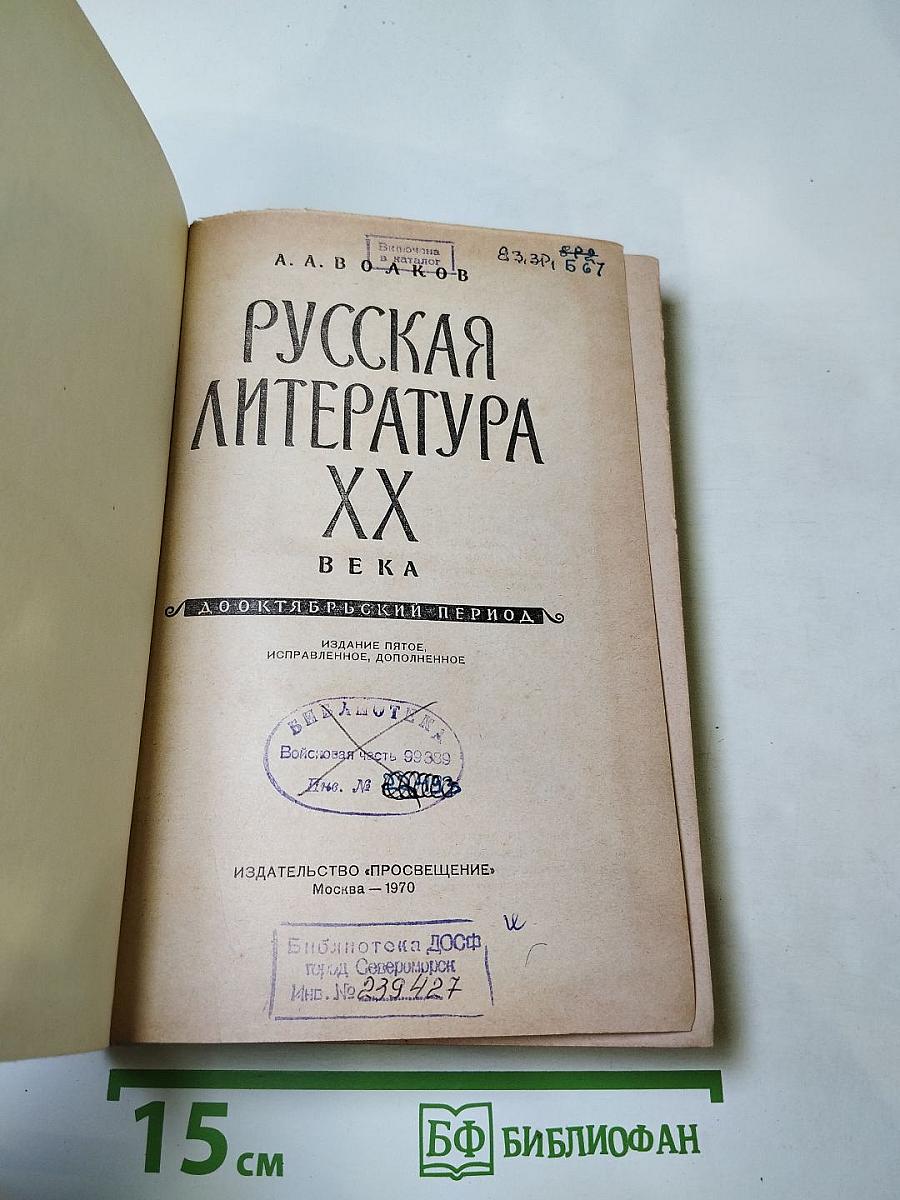 Включена
в каталог
83.3Р1
Б67
А. А. ВОЛКОВ
РУССКАЯ
ЛИТЕРАТУРА
XX
ВЕКА
ДООКТЯБРЬСКИЙ ПЕРИОД
ИЗДАНИЕ ПЯТОЕ,
ИСПРАВЛЕННОЕ, ДОПОЛНЕННОЕ
БИБЛИОТЕКА
Войсковая часть 99389
Инв. №
ИЗДАТЕЛЬСТВО «ПРОСВЕЩЕНИЕ»
Москва — 1970
Библиотека ДОСФ
город Североморск
Инв. № 239427
15 см
БФ БИБЛИОФАН